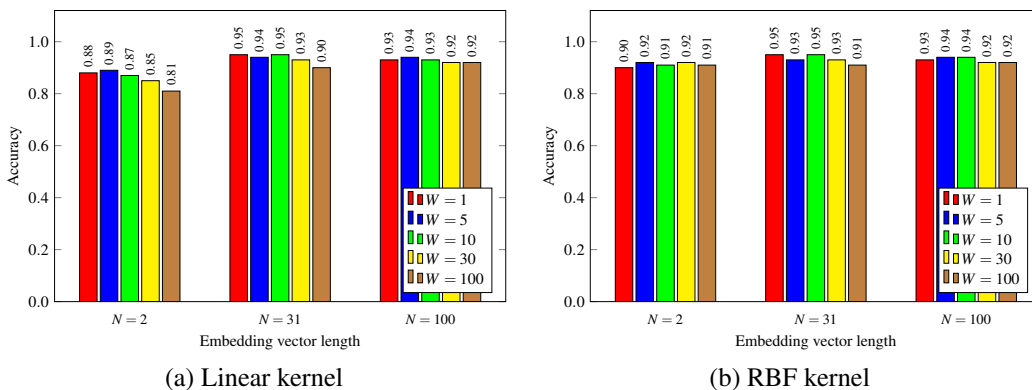 0.88 0.89 0.87 0.85 0.81 0.95 0.94 0.95 0.93 0.90 0.93 0.94 0.93 0.92 0.92
1.0
0.8
0.6
0.4
0.2
0.0
Accuracy
W = 1
W = 5
W = 10
W = 30
W = 100
N = 2 N = 31 N = 100
Embedding vector length
(a) Linear kernel
0.90 0.92 0.91 0.92 0.91 0.95 0.93 0.95 0.93 0.91 0.93 0.94 0.94 0.92 0.92
1.0
0.8
0.6
0.4
0.2
0.0
Accuracy
W = 1
W = 5
W = 10
W = 30
W = 100
N = 2 N = 31 N = 100
Embedding vector length
(b) RBF kernel